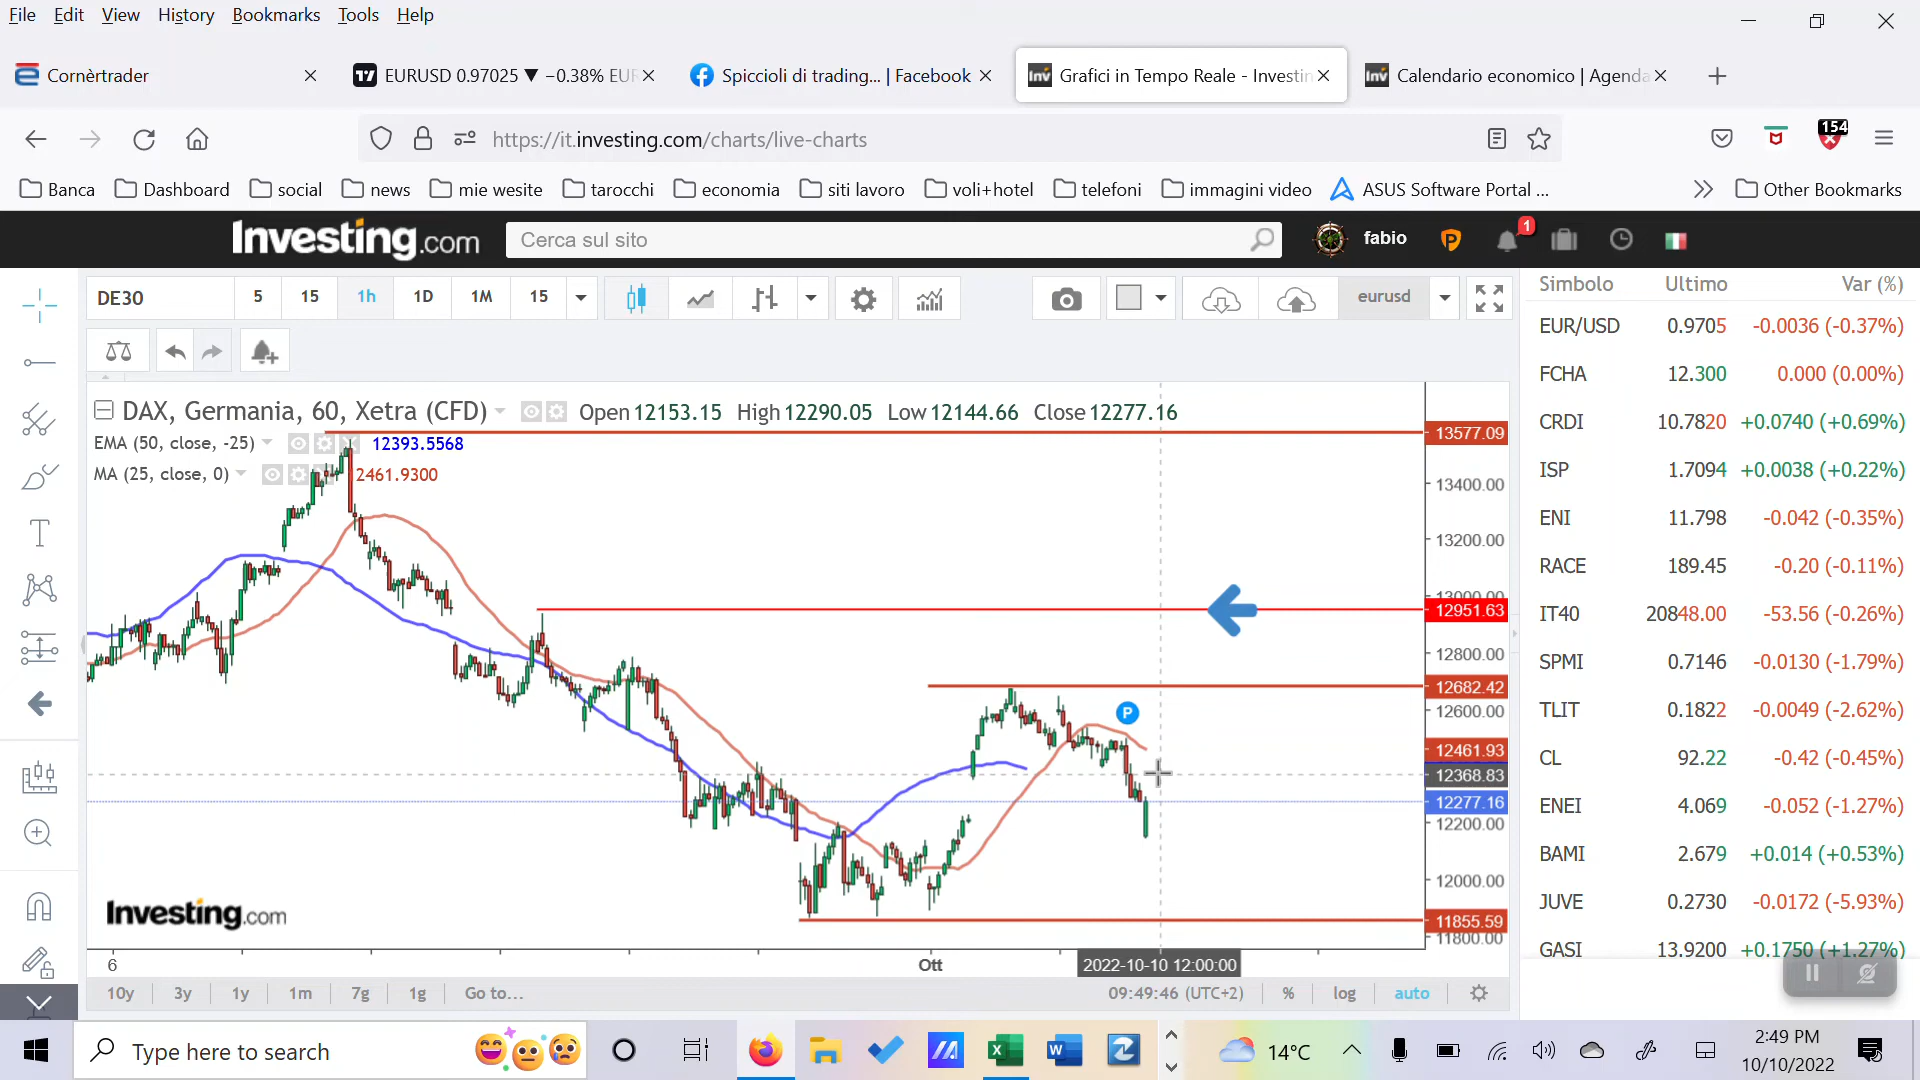 File Edit View History Bookmarks Tools Help
Cornèrtrader
EURUSD 0.97025 ▼ −0.38% EUR
Spiccioli di trading... | Facebook
Grafici in Tempo Reale - Investin
Calendario economico | Agenda
https://it.investing.com/charts/live-charts
154
Banca Dashboard social news mie wesite tarocchi economia siti lavoro voli+hotel telefoni immagini video ASUS Software Portal ... Other Bookmarks
Investing.com Cerca sul sito fabio P 1
DE30 5 15 1h 1D 1M 15 eurusd
DAX, Germania, 60, Xetra (CFD) Open 12153.15 High 12290.05 Low 12144.66 Close 12277.16
EMA (50, close, -25) 12393.5568
MA (25, close, 0) 2461.9300
13577.09
13400.00
13200.00
13000.00
12951.63
12800.00
12682.42
12600.00
12461.93
12368.83
12277.16
12200.00
12000.00
11855.59
11800.00
P
Investing.com
6 Ott 2022-10-10 12:00:00
10y 3y 1y 1m 7g 1g Go to... 09:49:46 (UTC+2) % log auto
Simbolo Ultimo Var (%)
EUR/USD 0.9705 -0.0036 (-0.37%)
FCHA 12.300 0.000 (0.00%)
CRDI 10.7820 +0.0740 (+0.69%)
ISP 1.7094 +0.0038 (+0.22%)
ENI 11.798 -0.042 (-0.35%)
RACE 189.45 -0.20 (-0.11%)
IT40 20848.00 -53.56 (-0.26%)
SPMI 0.7146 -0.0130 (-1.79%)
TLIT 0.1822 -0.0049 (-2.62%)
CL 92.22 -0.42 (-0.45%)
ENEI 4.069 -0.052 (-1.27%)
BAMI 2.679 +0.014 (+0.53%)
JUVE 0.2730 -0.0172 (-5.93%)
GASI 13.9200 +0.1750 (+1.27%)
Type here to search
14°C
2:49 PM
10/10/2022